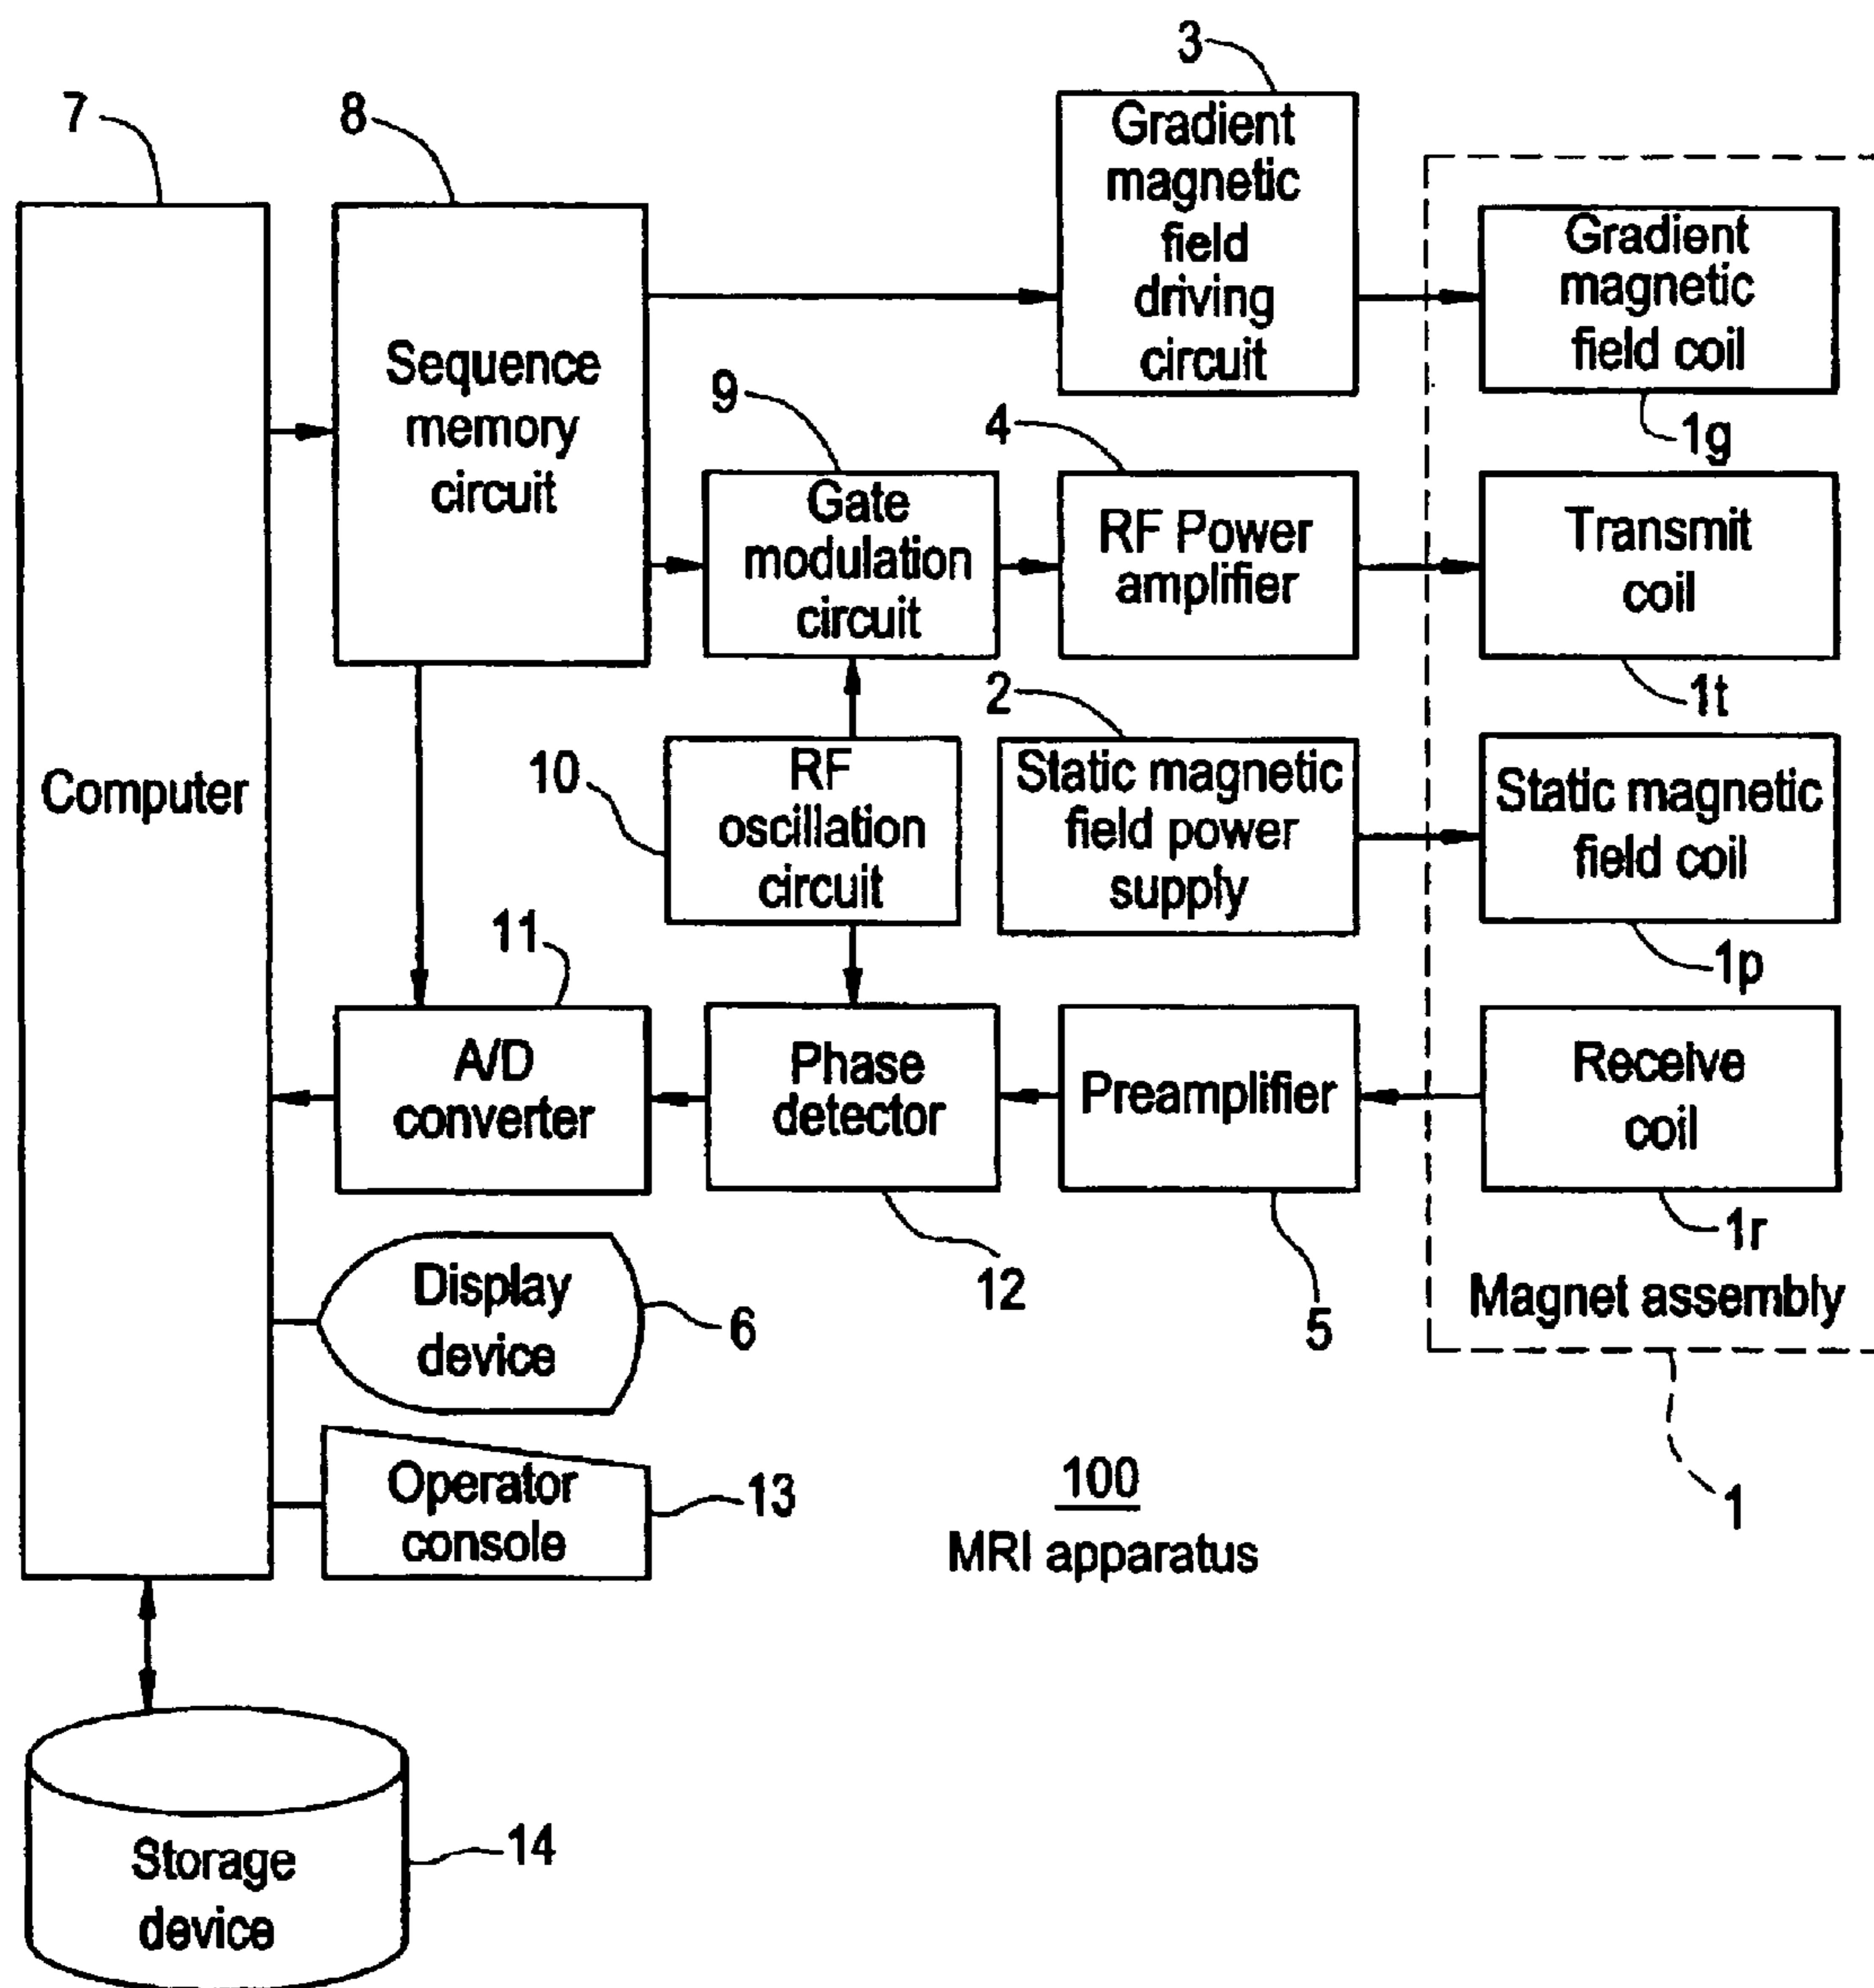 3
7
8
Gradient
magnetic
field
driving
circuit
Gradient
magnetic
field coil
1g
Sequence
memory
circuit
9
Gate
modulation
circuit
4
RF Power
amplifier
Transmit
coil
1t
Computer
10
RF
oscillation
circuit
2
Static magnetic
field power
supply
Static magnetic
field coil
1p
11
A/D
converter
Phase
detector
12
Preamplifier
5
Receive
coil
1r
Magnet assembly
1
Display
device
6
Operator
console
13
100
MRI apparatus
Storage
device
14